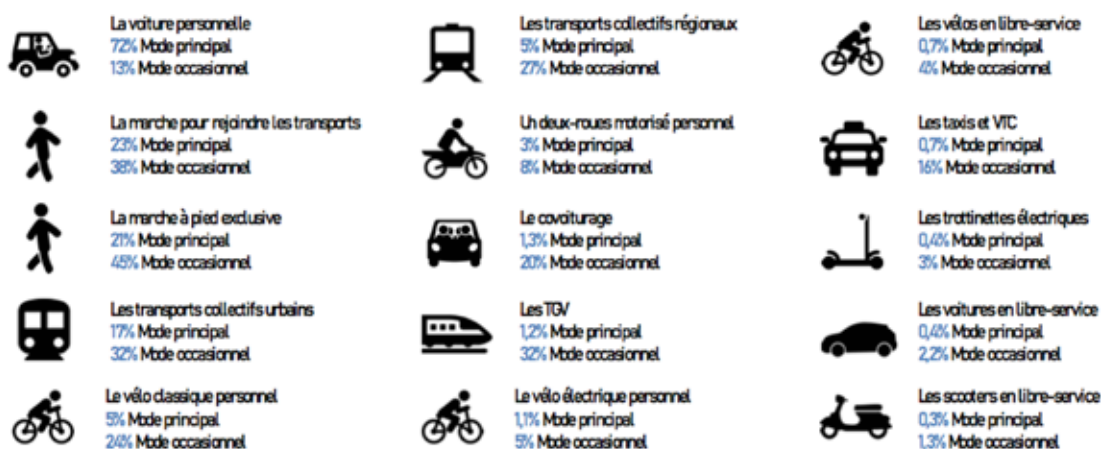 La voiture personnelle
72% Mode principal
13% Mode occasionnel
La marche pour rejoindre les transports
23% Mode principal
38% Mode occasionnel
La marche à pied exclusive
21% Mode principal
45% Mode occasionnel
Les transports collectifs urbains
17% Mode principal
32% Mode occasionnel
Le vélo classique personnel
5% Mode principal
24% Mode occasionnel
Les transports collectifs régionaux
5% Mode principal
27% Mode occasionnel
Un deux-roues motorisé personnel
3% Mode principal
8% Mode occasionnel
Le covoiturage
1,3% Mode principal
20% Mode occasionnel
Les TGV
1,2% Mode principal
32% Mode occasionnel
Le vélo électrique personnel
1,1% Mode principal
5% Mode occasionnel
Les vélos en libre-service
0,7% Mode principal
4% Mode occasionnel
Les taxis et VTC
0,7% Mode principal
16% Mode occasionnel
Les trottinettes électriques
0,4% Mode principal
3% Mode occasionnel
Les voitures en libre-service
0,4% Mode principal
2,2% Mode occasionnel
Les scooters en libre-service
0,3% Mode principal
1,3% Mode occasionnel